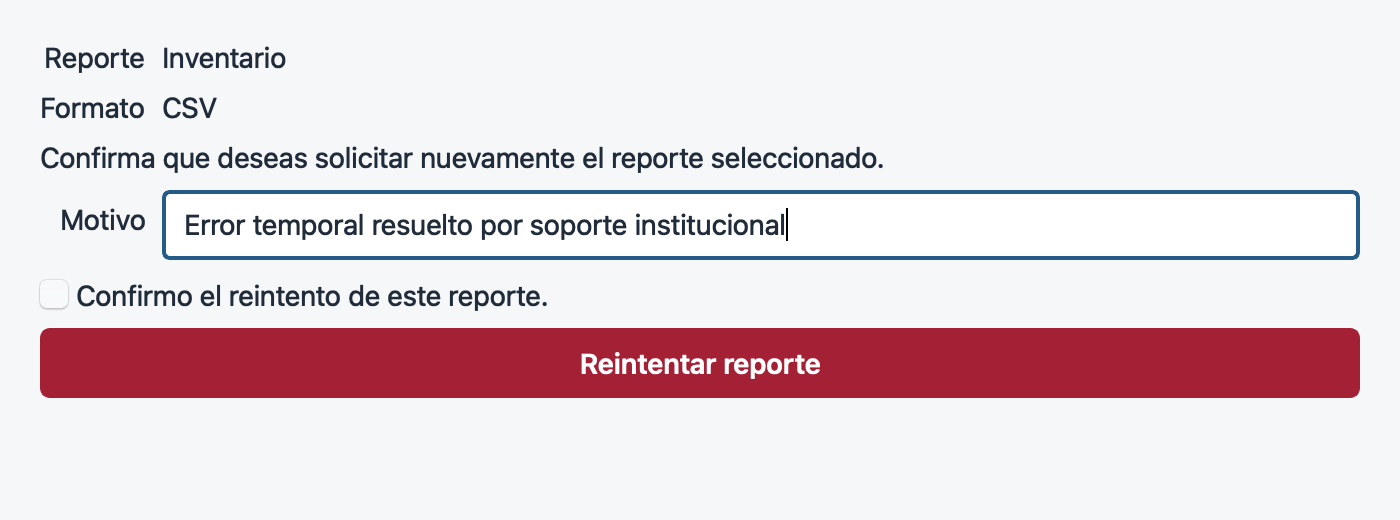 Reporte Inventario
Formato CSV
Confirma que deseas solicitar nuevamente el reporte seleccionado.
Motivo Error temporal resuelto por soporte institucional
Confirmo el reintento de este reporte.
Reintentar reporte